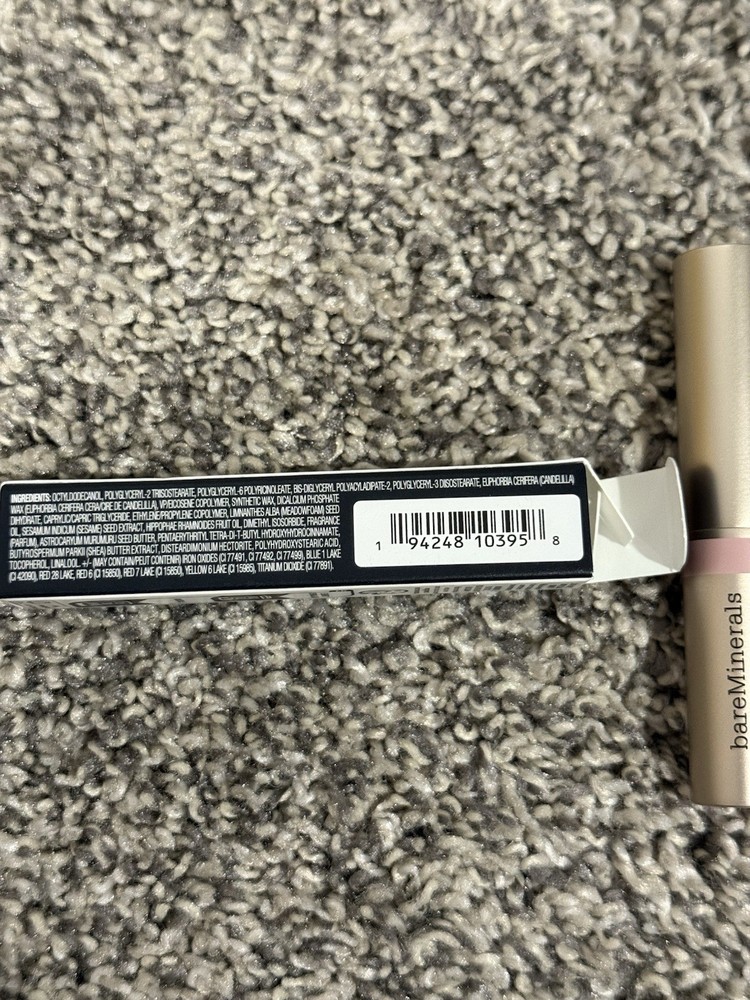 INGREDIENTS: OCTYLDODECANOL, POLYGLYCERYL-2 TRIISOSTEARATE, POLYGLYCERYL-6 POLYRICINOLEATE, BIS-DIGLYCERYL POLYACYLADIPATE-2, POLYGLYCERYL-3 DIISOSTEARATE, EUPHORBIA CERIFERA (CANDELILLA)
WAX (EUPHORBIA CERIFERA CERA/CIRE DE CANDELILLA), VP/EICOSENE COPOLYMER, SYNTHETIC WAX, DICALCIUM PHOSPHATE
DIHYDRATE, CAPRYLIC/CAPRIC TRIGLYCERIDE, ETHYLENE/PROPYLENE COPOLYMER, LIMNANTHES ALBA (MEADOWFOAM) SEED
OIL, SESAMUM INDICUM (SESAME) SEED EXTRACT, HIPPOPHAE RHAMNOIDES FRUIT OIL, DIMETHYL ISOSORBIDE, FRAGRANCE
(PARFUM), ASTROCARYUM MURUMURU SEED BUTTER, PENTAERYTHRITYL TETRA-DI-T-BUTYL HYDROXYHYDROCINNAMATE,
BUTYROSPERMUM PARKII (SHEA) BUTTER EXTRACT, DISTEARDIMONIUM HECTORITE, POLYHYDROXYSTEARIC ACID,
TOCOPHEROL, LINALOOL. +/- (MAY CONTAIN/PEUT CONTENIR) IRON OXIDES (CI 77491, CI 77492, CI 77499), BLUE 1 LAKE
(CI 42090), RED 28 LAKE, RED 6 (CI 15850), RED 7 LAKE (CI 15850), YELLOW 6 LAKE (CI 15985), TITANIUM DIOXIDE (CI 77891).
1 94248 10395 8
bareMinerals